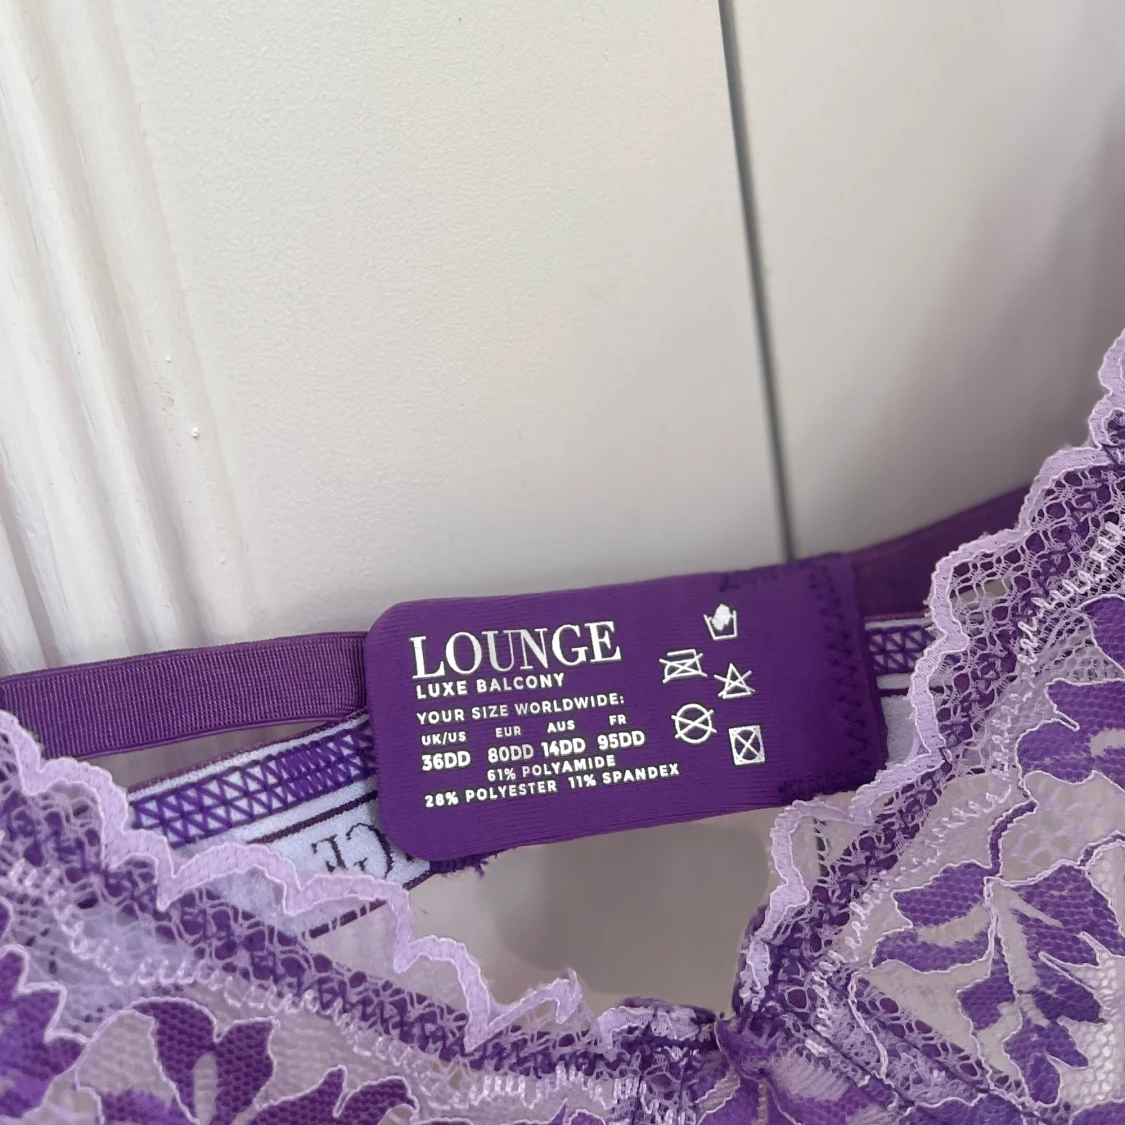 LOUNGE
LUXE BALCONY
YOUR SIZE WORLDWIDE:
UK/US EUR AUS FR
36DD 80DD 14DD 95DD
61% POLYAMIDE
28% POLYESTER 11% SPANDEX